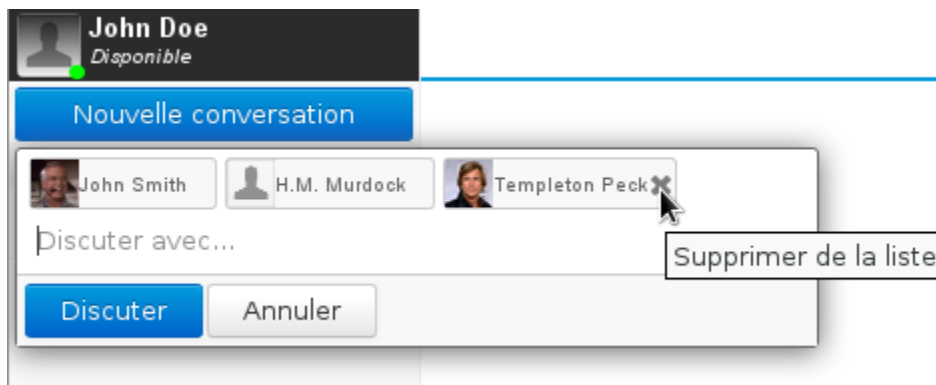 John Doe
Disponible
Nouvelle conversation
John Smith H.M. Murdock Templeton Peck
Discuter avec...
Supprimer de la liste
Discuter Annuler